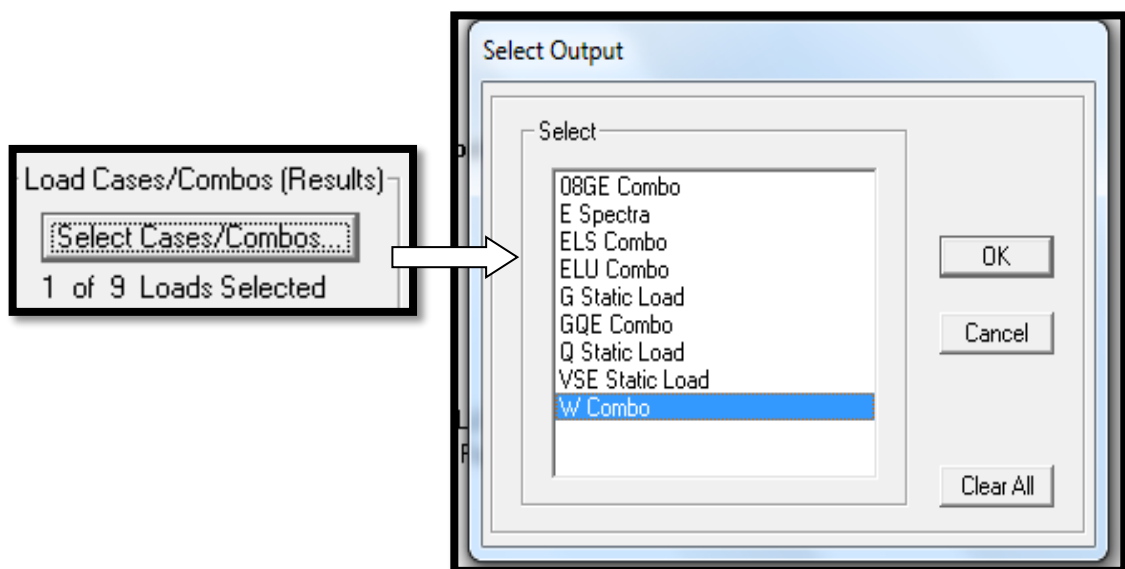 Load Cases/Combos (Results)
Select Cases/Combos...
1 of 9 Loads Selected
Select Output
Select
08GE Combo
E Spectra
ELS Combo
ELU Combo
G Static Load
GQE Combo
Q Static Load
VSE Static Load
W Combo
OK
Cancel
Clear All